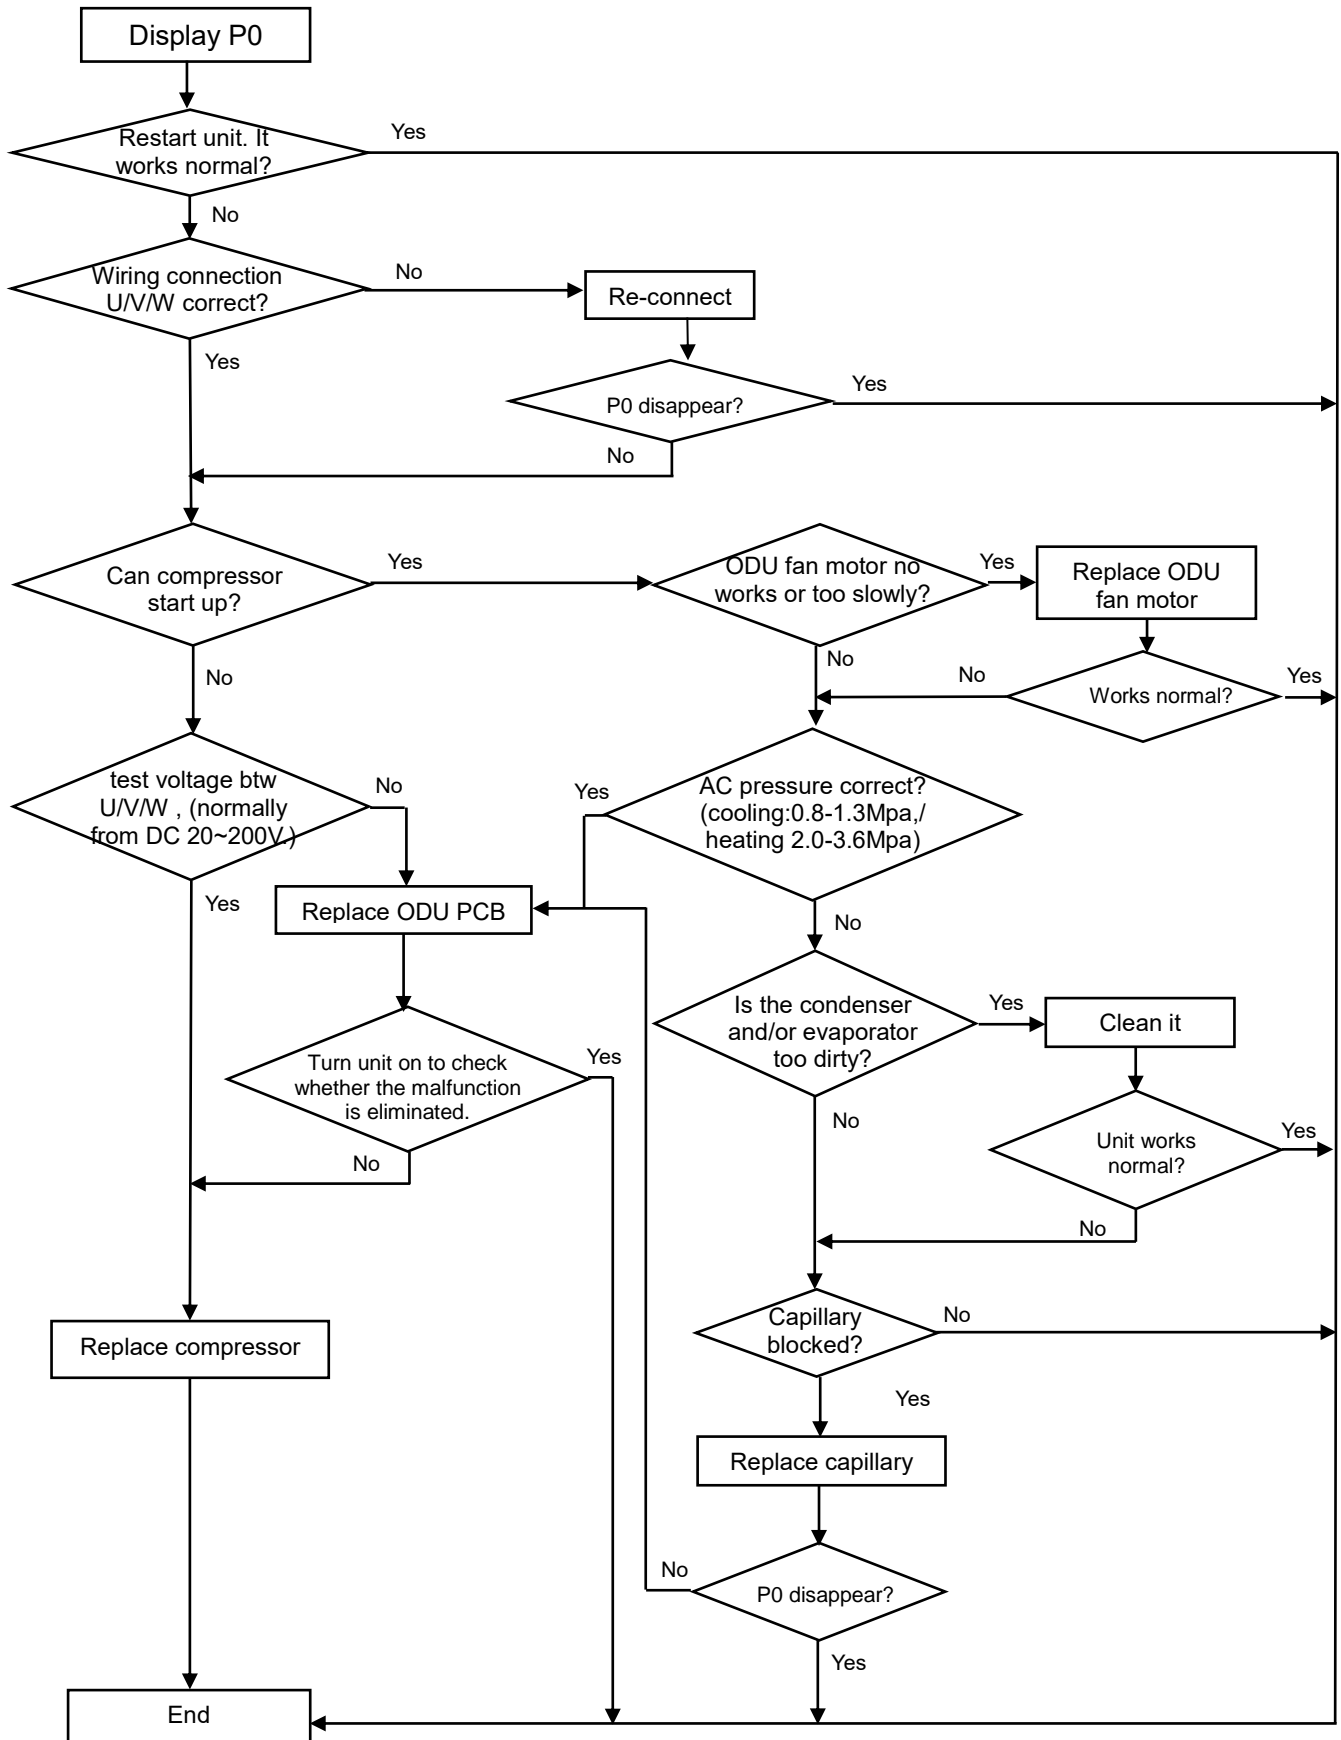 Display P0
Restart unit. It
works normal?
Yes
No
Wiring connection
U/V/W correct?
No
Re-connect
Yes
P0 disappear?
Yes
No
Can compressor
start up?
Yes
ODU fan motor no
works or too slowly?
Yes
Replace ODU
fan motor
No
No
Works normal?
No
Yes
test voltage btw
U/V/W , (normally
from DC 20~200V.)
No
Yes
AC pressure correct?
(cooling:0.8-1.3Mpa,/
heating 2.0-3.6Mpa)
Yes
Replace ODU PCB
No
Is the condenser
and/or evaporator
too dirty?
Yes
Clean it
Turn unit on to check
whether the malfunction
is eliminated.
Yes
No
No
Unit works
normal?
Yes
No
Capillary
blocked?
No
Replace compressor
Yes
Replace capillary
No
P0 disappear?
Yes
End